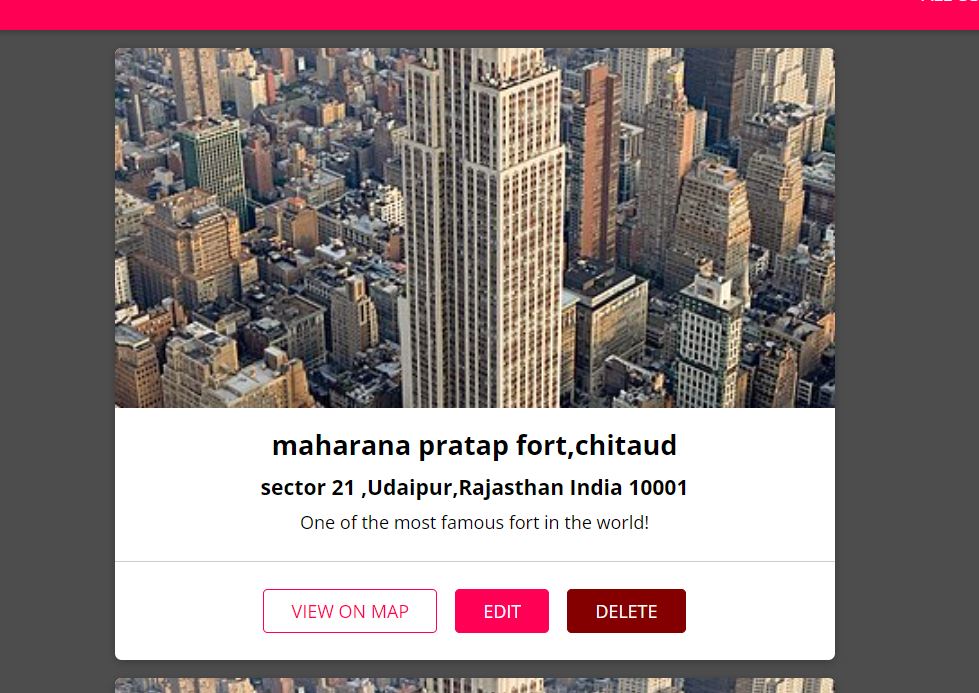 maharana pratap fort,chitaud
sector 21 ,Udaipur,Rajasthan India 10001
One of the most famous fort in the world!
VIEW ON MAP
EDIT
DELETE